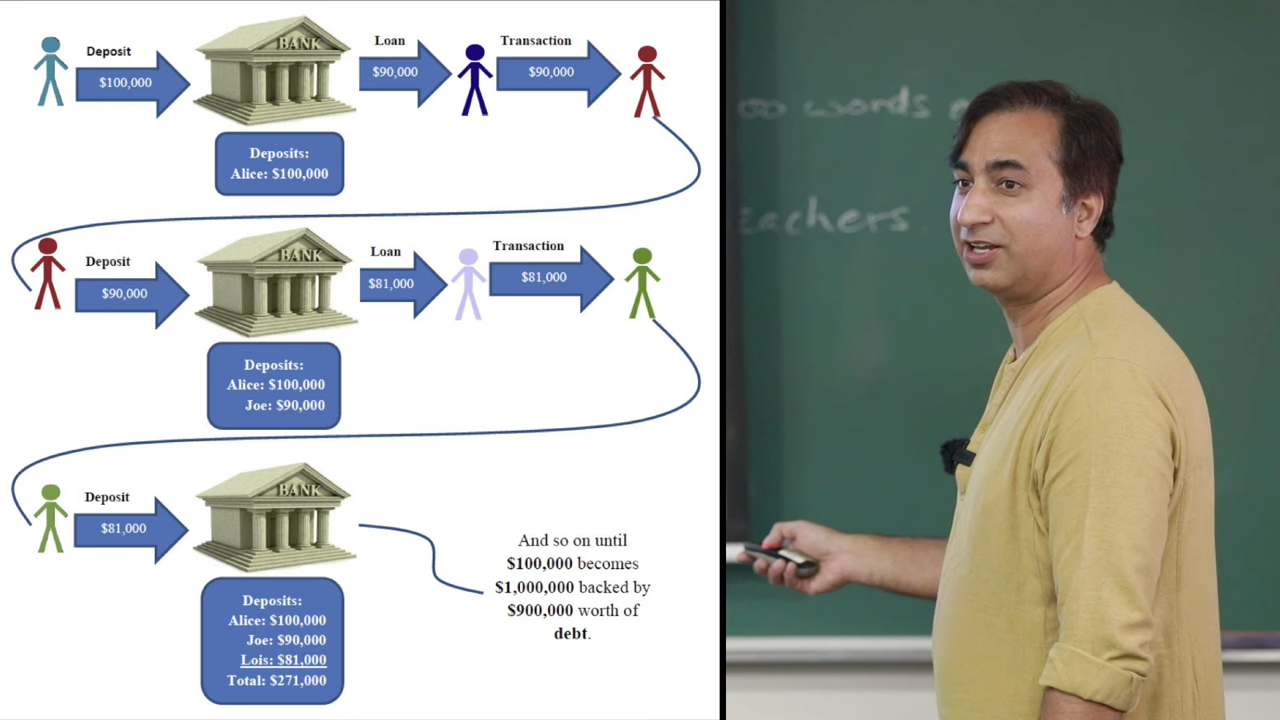 Deposit
$100,000
BANK
Loan
$90,000
Transaction
$90,000
Deposits:
Alice: $100,000
Deposit
$90,000
BANK
Loan
$81,000
Transaction
$81,000
Deposits:
Alice: $100,000
Joe: $90,000
Deposit
$81,000
BANK
And so on until
$100,000 becomes
$1,000,000 backed by
$900,000 worth of
debt.
Deposits:
Alice: $100,000
Joe: $90,000
Lois: $81,000
Total: $271,000
words